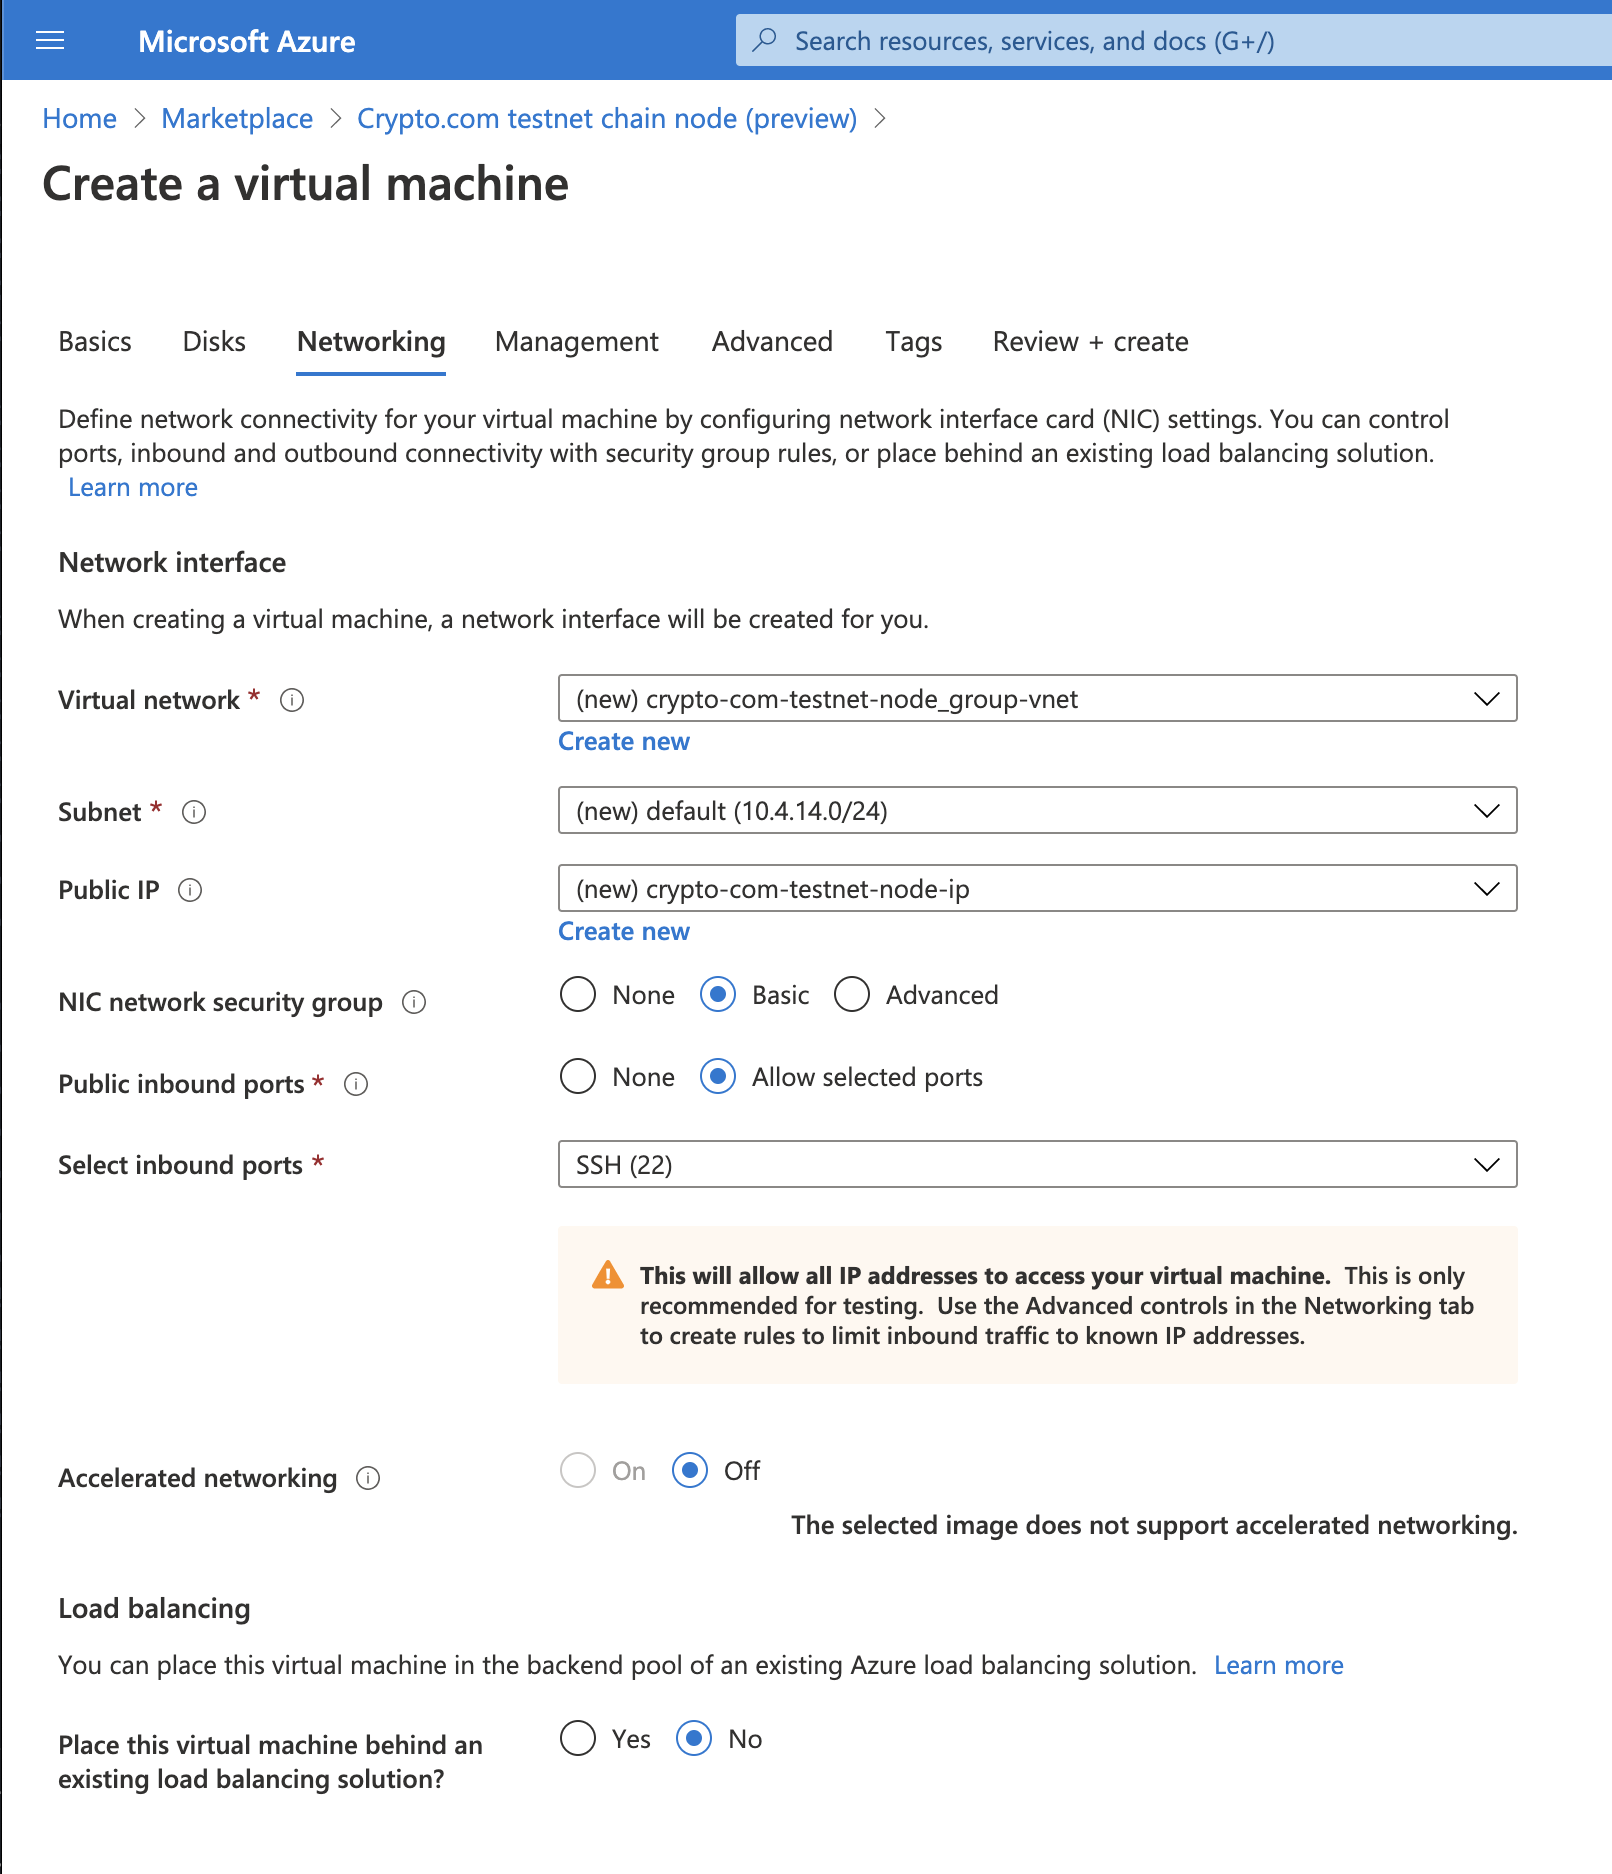 Microsoft Azure
Search resources, services, and docs (G+/)
Home > Marketplace > Crypto.com testnet chain node (preview) >
Create a virtual machine
Basics Disks Networking Management Advanced Tags Review + create
Define network connectivity for your virtual machine by configuring network interface card (NIC) settings. You can control
ports, inbound and outbound connectivity with security group rules, or place behind an existing load balancing solution.
Learn more
Network interface
When creating a virtual machine, a network interface will be created for you.
Virtual network * (new) crypto-com-testnet-node_group-vnet
Create new
Subnet * (new) default (10.4.14.0/24)
Public IP (new) crypto-com-testnet-node-ip
Create new
NIC network security group None Basic Advanced
Public inbound ports * None Allow selected ports
Select inbound ports * SSH (22)
This will allow all IP addresses to access your virtual machine. This is only
recommended for testing. Use the Advanced controls in the Networking tab
to create rules to limit inbound traffic to known IP addresses.
Accelerated networking On Off
The selected image does not support accelerated networking.
Load balancing
You can place this virtual machine in the backend pool of an existing Azure load balancing solution. Learn more
Place this virtual machine behind an
existing load balancing solution?
Yes No